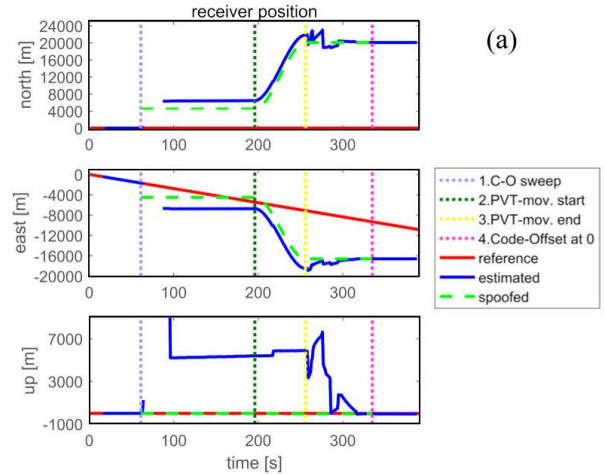 receiver position
(a)
north [m]
24000
20000
16000
12000
8000
4000
0
0
100
200
300
east [m]
0
-4000
-8000
-12000
-16000
-20000
0
100
200
300
up [m]
7000
3000
-1000
0
100
200
300
time [s]
1.C-O sweep
2.PVT-mov. start
3.PVT-mov. end
4.Code-Offset at 0
reference
estimated
spoofed